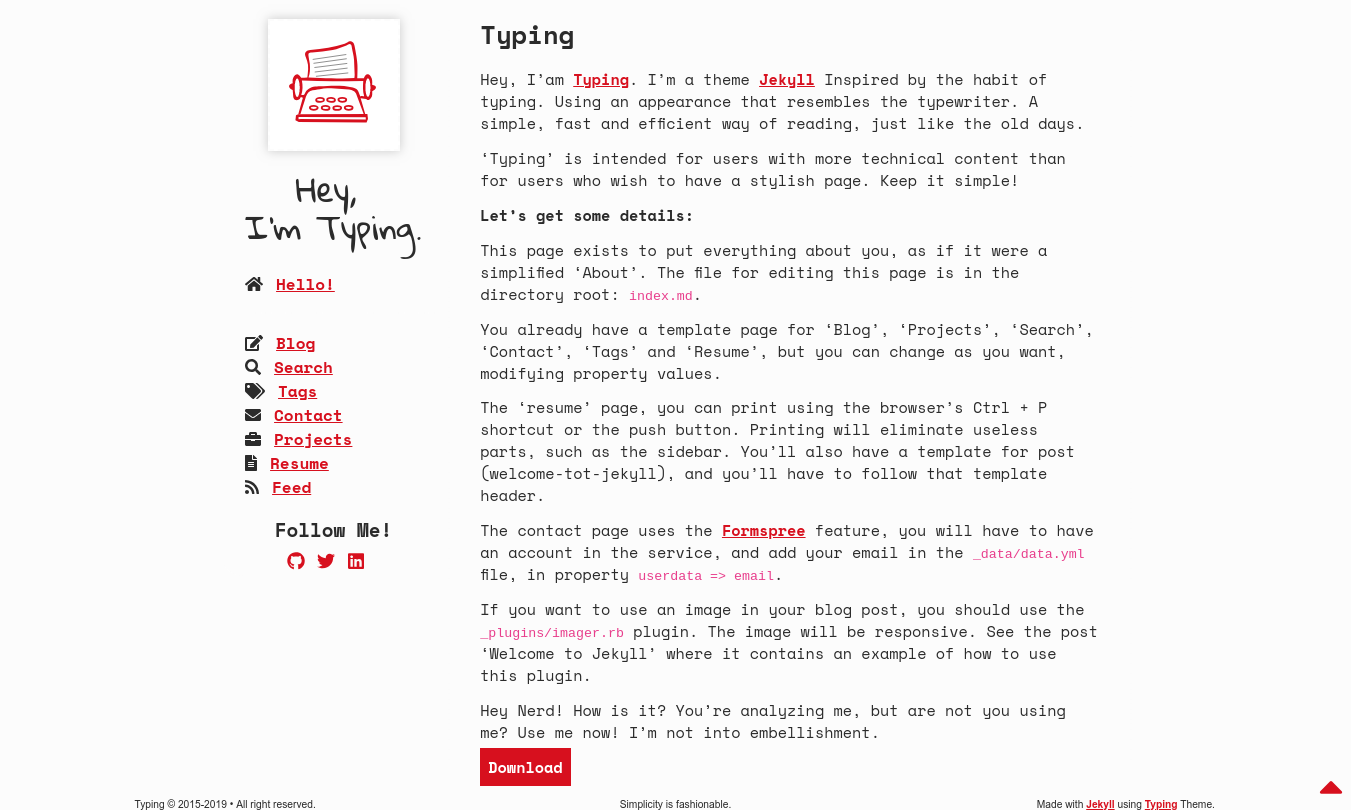 Hey,
I'm Typing.
Hello!
Blog
Search
Tags
Contact
Projects
Resume
Feed
Follow Me!
Typing
Hey, I’m Typing. I’m a theme Jekyll Inspired by the habit of
typing. Using an appearance that resembles the typewriter. A
simple, fast and efficient way of reading, just like the old days.
‘Typing’ is intended for users with more technical content than
for users who wish to have a stylish page. Keep it simple!
Let’s get some details:
This page exists to put everything about you, as if it were a
simplified ‘About’. The file for editing this page is in the
directory root: index.md.
You already have a template page for ‘Blog’, ‘Projects’, ‘Search’,
‘Contact’, ‘Tags’ and ‘Resume’, but you can change as you want,
modifying property values.
The ‘resume’ page, you can print using the browser’s Ctrl + P
shortcut or the push button. Printing will eliminate useless
parts, such as the sidebar. You’ll also have a template for post
(welcome-tot-jekyll), and you’ll have to follow that template
header.
The contact page uses the Formspree feature, you will have to have
an account in the service, and add your email in the _data/data.yml
file, in property userdata => email.
If you want to use an image in your blog post, you should use the
_plugins/imager.rb plugin. The image will be responsive. See the post
‘Welcome to Jekyll’ where it contains an example of how to use
this plugin.
Hey Nerd! How is it? You’re analyzing me, but are not you using
me? Use me now! I’m not into embellishment.
Download
Typing © 2015-2019 • All right reserved.
Simplicity is fashionable.
Made with Jekyll using Typing Theme.